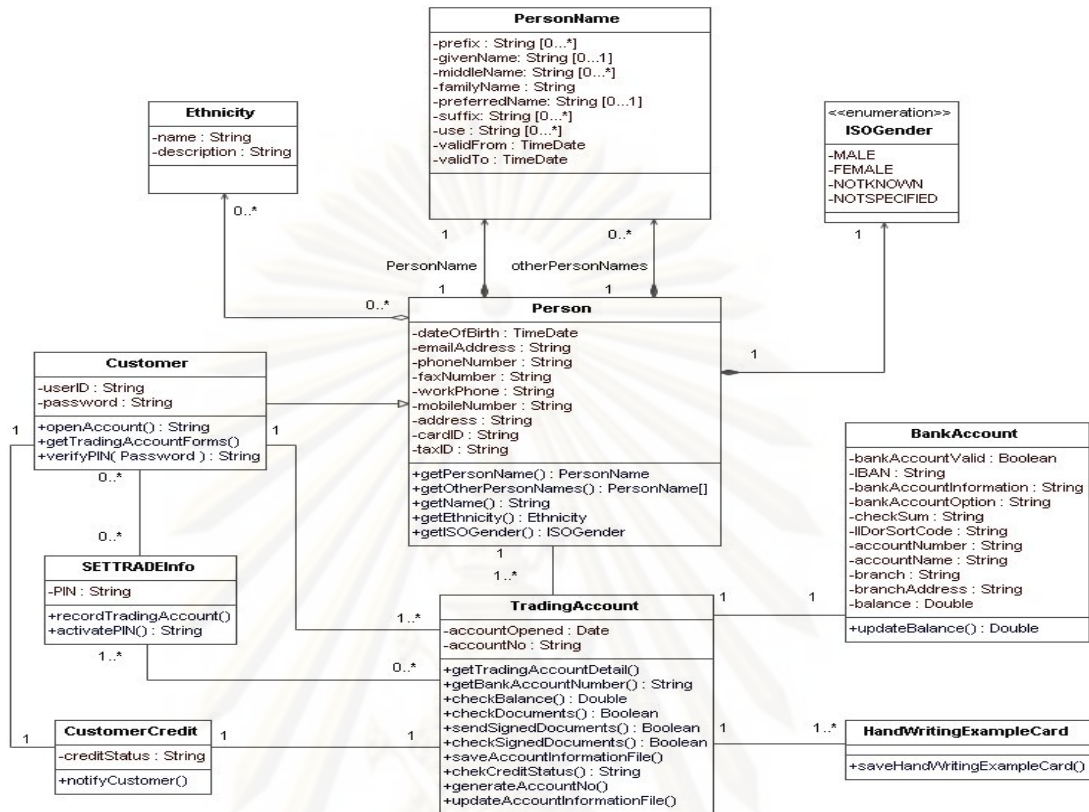 PersonName
-prefix : String [0...*]
-givenName: String [0...1]
-middleName: String [0...*]
-familyName : String
-preferredName: String [0...1]
-suffix: String [0...*]
-use : String [0...*]
-validFrom : TimeDate
-validTo : TimeDate
Ethnicity
-name : String
-description : String
<<enumeration>>
ISOGender
-MALE
-FEMALE
-NOTKNOWN
-NOTSPECIFIED
0..*
1
0..*
1
PersonName
otherPersonNames
1
1
0..*
Person
-dateOfBirth : TimeDate
-emailAddress : String
-phoneNumber : String
-faxNumber : String
-workPhone : String
-mobileNumber : String
-address : String
-cardID : String
-taxID : String
+getPersonName() : PersonName
+getOtherPersonNames() : PersonName[]
+getName() : String
+getEthnicity() : Ethnicity
+getISOGender() : ISOGender
1
Customer
-userID : String
-password : String
+openAccount() : String
+getTradingAccountForms()
+verifyPIN( Password ) : String
1
1
0..*
0..*
BankAccount
-bankAccountValid : Boolean
-IBAN : String
-bankAccountInformation : String
-bankAccountOption : String
-checkSum : String
-IIDorSortCode : String
-accountNumber : String
-accountName : String
-branch : String
-branchAddress : String
-balance : Double
+updateBalance() : Double
1
1..*
SETTRADEInfo
-PIN : String
+recordTradingAccount()
+activatePIN() : String
1..*
1..*
0..*
TradingAccount
-accountOpened : Date
-accountNo : String
+getTradingAccountDetail()
+getBankAccountNumber() : String
+checkBalance() : Double
+checkDocuments() : Boolean
+sendSignedDocuments() : Boolean
+checkSignedDocuments() : Boolean
+saveAccountInformationFile()
+chekCreditStatus() : String
+generateAccountNo()
+updateAccountInformationFile()
1
1
1
1..*
1
CustomerCredit
-creditStatus : String
+notifyCustomer()
1
1
HandWritingExampleCard
+saveHandWritingExampleCard()